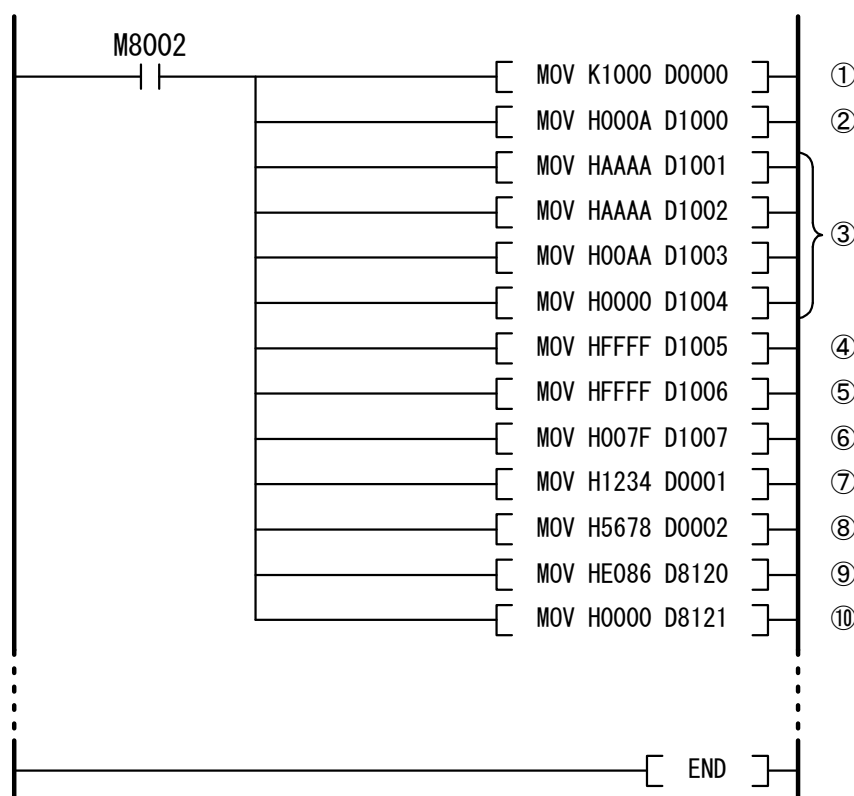 M8002
MOV K1000 D0000 ①
MOV H000A D1000 ②
MOV HAAAA D1001
MOV HAAAA D1002
③
MOV H00AA D1003
MOV H0000 D1004
MOV HFFFF D1005 ④
MOV HFFFF D1006 ⑤
MOV H007F D1007 ⑥
MOV H1234 D0001 ⑦
MOV H5678 D0002 ⑧
MOV HE086 D8120 ⑨
MOV H0000 D8121 ⑩
END